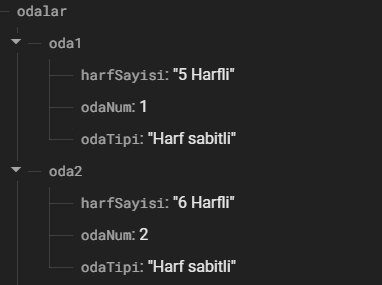 odalar
oda1
harfSayisi: "5 Harfli"
odaNum: 1
odaTipi: "Harf sabitli"
oda2
harfSayisi: "6 Harfli"
odaNum: 2
odaTipi: "Harf sabitli"